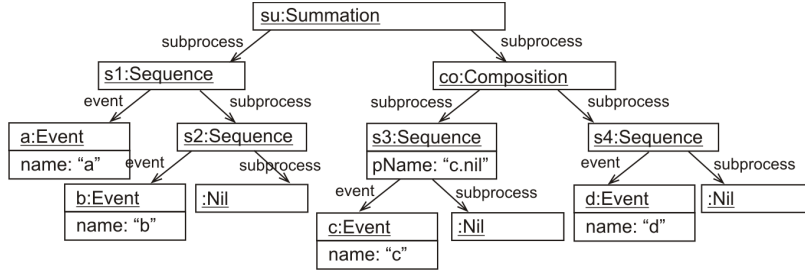 su:Summation
subprocess subprocess
s1:Sequence co:Composition
event subprocess subprocess subprocess
a:Event s2:Sequence s3:Sequence s4:Sequence
name: “a” event subprocess pName: “c.nil” event subprocess
b:Event :Nil event subprocess d:Event :Nil
name: “b” c:Event :Nil name: “d”
name: “c”